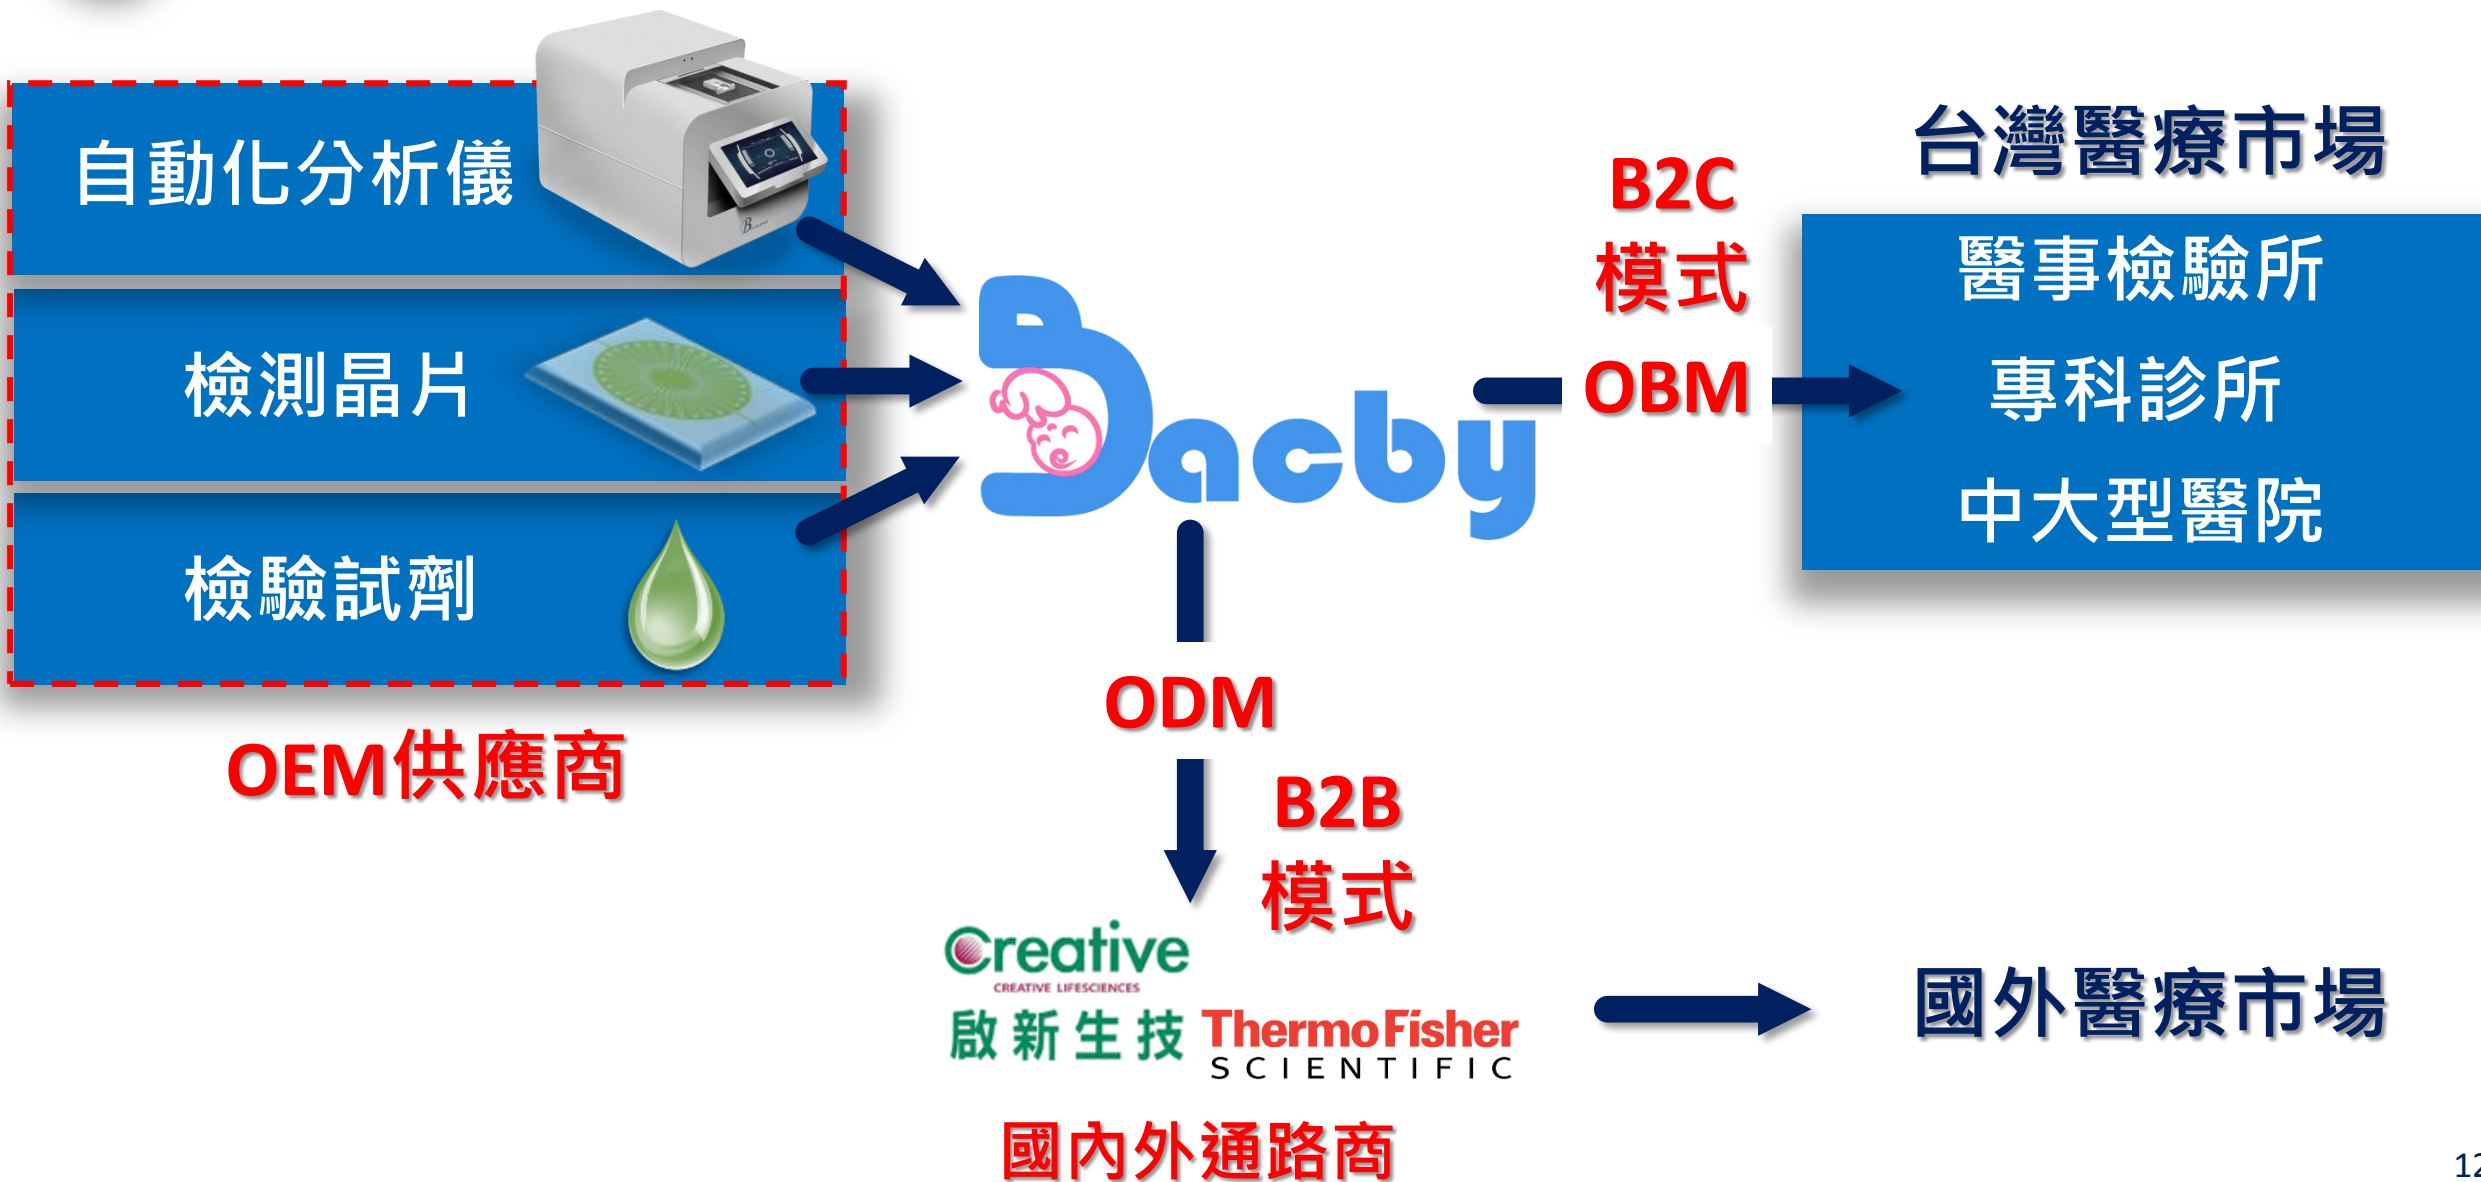 自動化分析儀
檢測晶片
檢驗試劑
OEM供應商
Bacby
ODM
B2B
模式
Creative
CREATIVE LIFESCIENCES
啟新生技
ThermoFisher
SCIENTIFIC
國內外通路商
B2C
模式
OBM
台灣醫療市場
醫事檢驗所
專科診所
中大型醫院
國外醫療市場
12